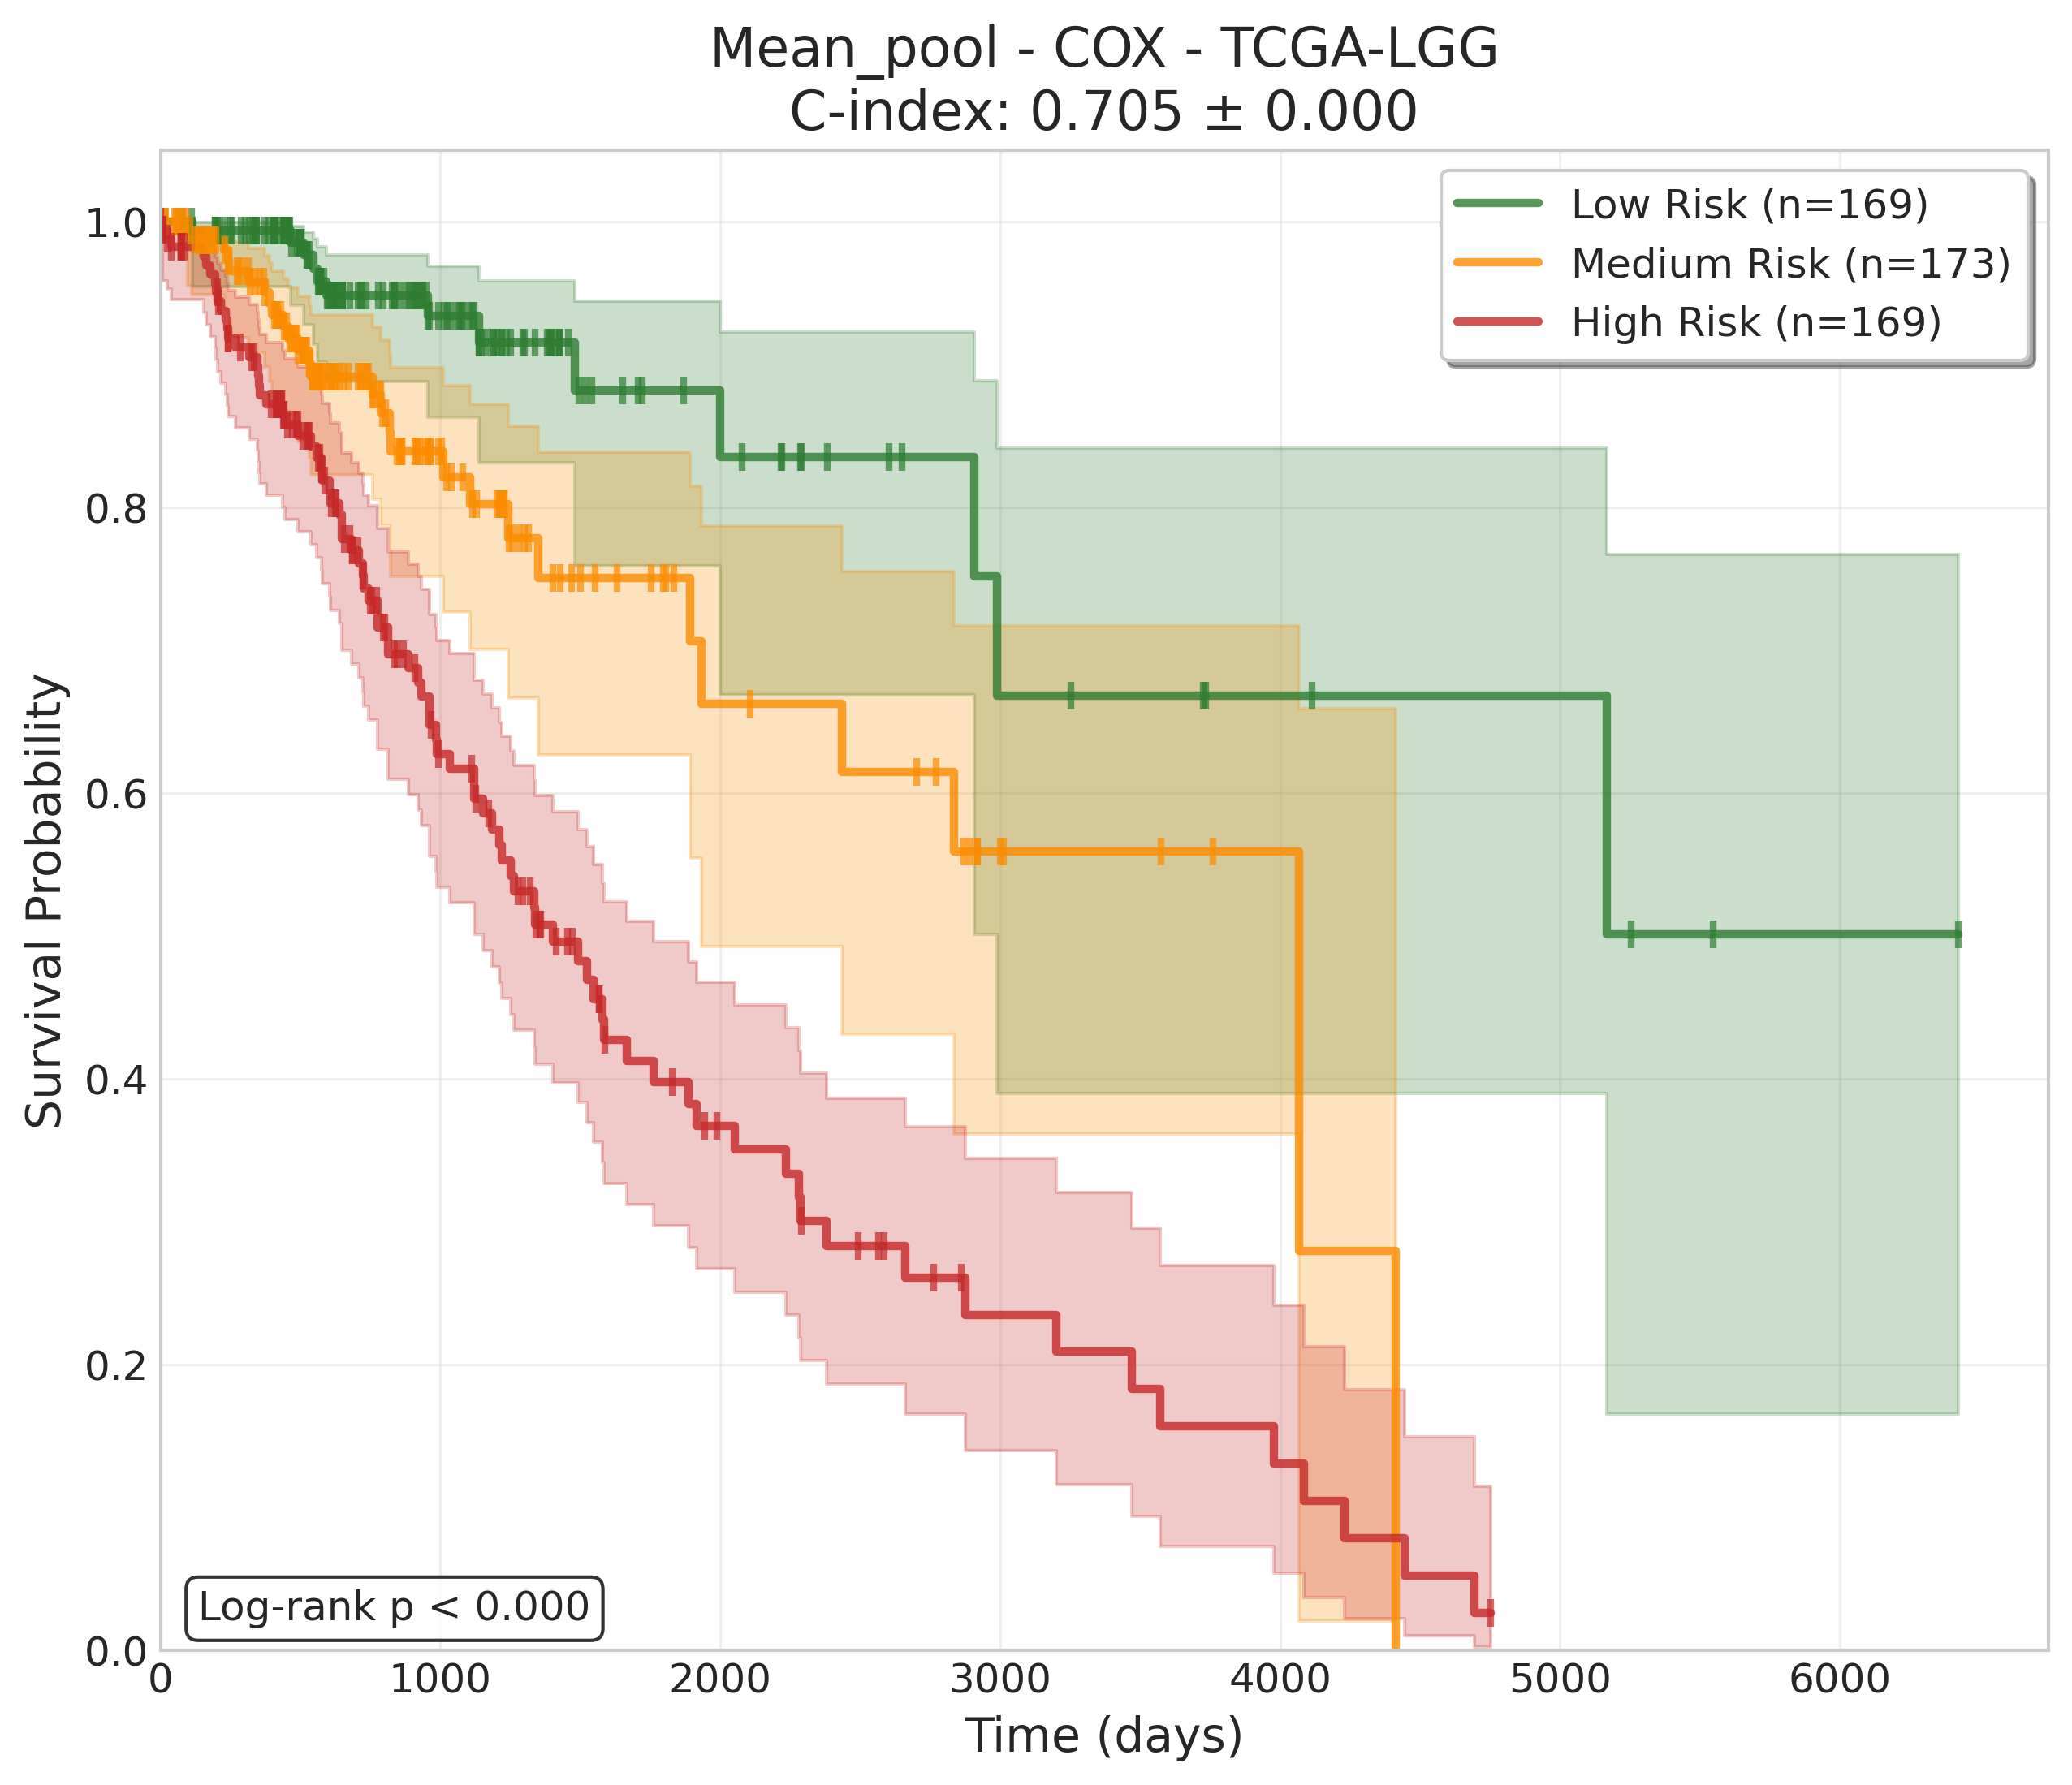 Mean_pool - COX - TCGA-LGG
C-index: 0.705 ± 0.000
Low Risk (n=169)
Medium Risk (n=173)
High Risk (n=169)
Survival Probability
1.0
0.8
0.6
0.4
0.2
0.0
Log-rank p < 0.000
0 1000 2000 3000 4000 5000 6000
Time (days)